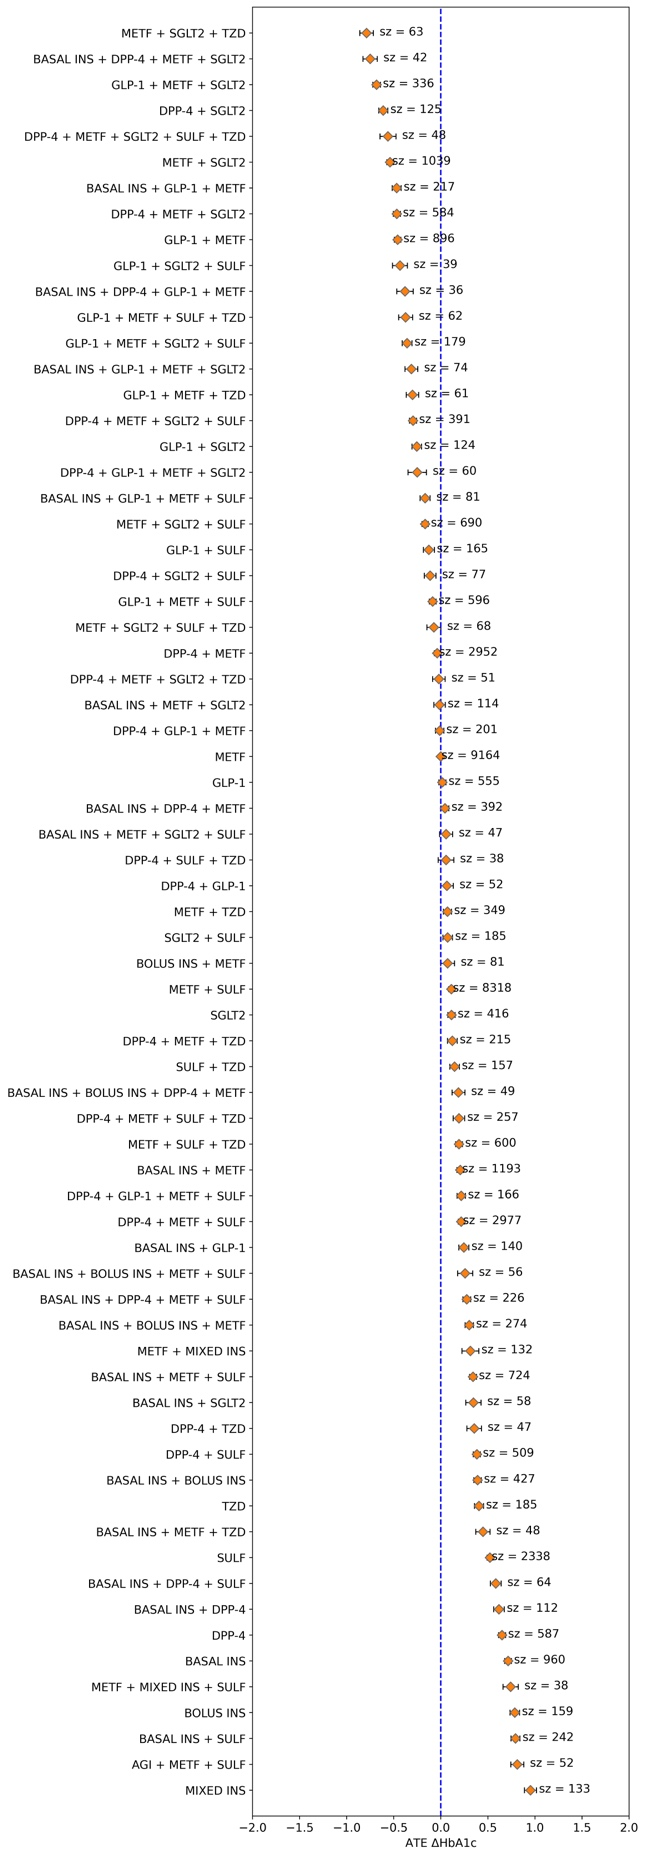 METF + SGLT2 + TZD sz = 63
BASAL INS + DPP-4 + METF + SGLT2 sz = 42
GLP-1 + METF + SGLT2 sz = 336
DPP-4 + SGLT2 sz = 125
DPP-4 + METF + SGLT2 + SULF + TZD sz = 48
METF + SGLT2 sz = 1039
BASAL INS + GLP-1 + METF sz = 217
DPP-4 + METF + SGLT2 sz = 584
GLP-1 + METF sz = 896
GLP-1 + SGLT2 + SULF sz = 39
BASAL INS + DPP-4 + GLP-1 + METF sz = 36
GLP-1 + METF + SULF + TZD sz = 62
GLP-1 + METF + SGLT2 + SULF sz = 179
BASAL INS + GLP-1 + METF + SGLT2 sz = 74
GLP-1 + METF + TZD sz = 61
DPP-4 + METF + SGLT2 + SULF sz = 391
GLP-1 + SGLT2 sz = 124
DPP-4 + GLP-1 + METF + SGLT2 sz = 60
BASAL INS + GLP-1 + METF + SULF sz = 81
METF + SGLT2 + SULF sz = 690
GLP-1 + SULF sz = 165
DPP-4 + SGLT2 + SULF sz = 77
GLP-1 + METF + SULF sz = 596
METF + SGLT2 + SULF + TZD sz = 68
DPP-4 + METF sz = 2952
DPP-4 + METF + SGLT2 + TZD sz = 51
BASAL INS + METF + SGLT2 sz = 114
DPP-4 + GLP-1 + METF sz = 201
METF sz = 9164
GLP-1 sz = 555
BASAL INS + DPP-4 + METF sz = 392
BASAL INS + METF + SGLT2 + SULF sz = 47
DPP-4 + SULF + TZD sz = 38
DPP-4 + GLP-1 sz = 52
METF + TZD sz = 349
SGLT2 + SULF sz = 185
BOLUS INS + METF sz = 81
METF + SULF sz = 8318
SGLT2 sz = 416
DPP-4 + METF + TZD sz = 215
SULF + TZD sz = 157
BASAL INS + BOLUS INS + DPP-4 + METF sz = 49
DPP-4 + METF + SULF + TZD sz = 257
METF + SULF + TZD sz = 600
BASAL INS + METF sz = 1193
DPP-4 + GLP-1 + METF + SULF sz = 166
DPP-4 + METF + SULF sz = 2977
BASAL INS + GLP-1 sz = 140
BASAL INS + BOLUS INS + METF + SULF sz = 56
BASAL INS + DPP-4 + METF + SULF sz = 226
BASAL INS + BOLUS INS + METF sz = 274
METF + MIXED INS sz = 132
BASAL INS + METF + SULF sz = 724
BASAL INS + SGLT2 sz = 58
DPP-4 + TZD sz = 47
DPP-4 + SULF sz = 509
BASAL INS + BOLUS INS sz = 427
TZD sz = 185
BASAL INS + METF + TZD sz = 48
SULF sz = 2338
BASAL INS + DPP-4 + SULF sz = 64
BASAL INS + DPP-4 sz = 112
DPP-4 sz = 587
BASAL INS sz = 960
METF + MIXED INS + SULF sz = 38
BOLUS INS sz = 159
BASAL INS + SULF sz = 242
AGI + METF + SULF sz = 52
MIXED INS sz = 133
−2.0 −1.5 −1.0 −0.5 0.0 0.5 1.0 1.5 2.0
ATE ΔHbA1c